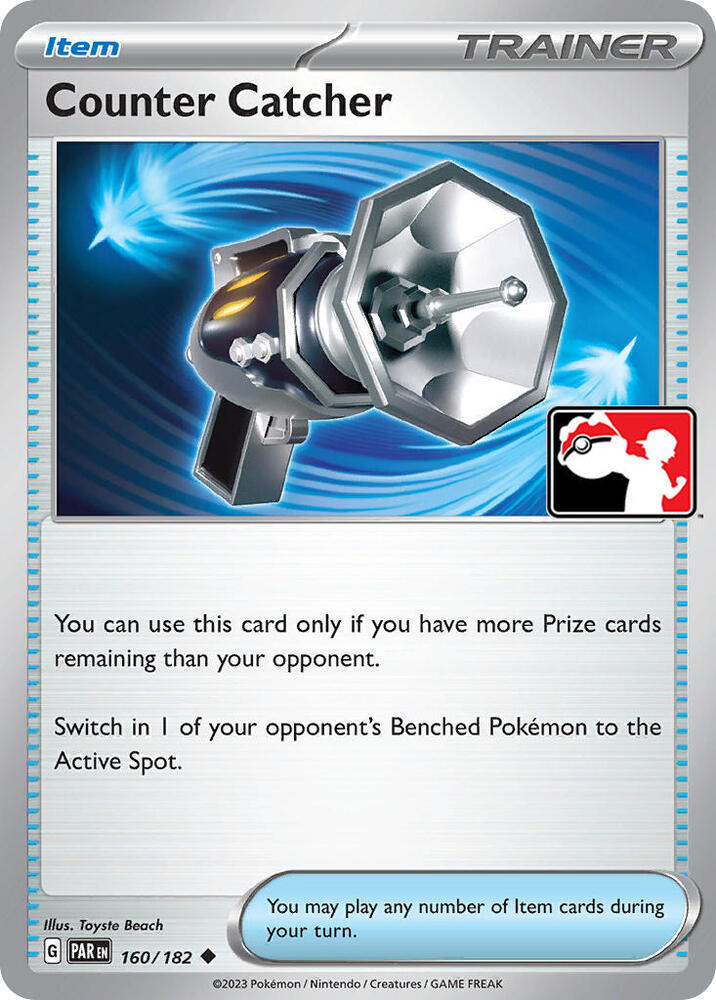 Item
TRAINER
Counter Catcher
™
You can use this card only if you have more Prize cards
remaining than your opponent.
Switch in 1 of your opponent's Benched Pokémon to the
Active Spot.
Illus. Toyste Beach
You may play any number of Item cards during
your turn.
G PAR EN 160/182 ◆
©2023 Pokémon / Nintendo / Creatures / GAME FREAK